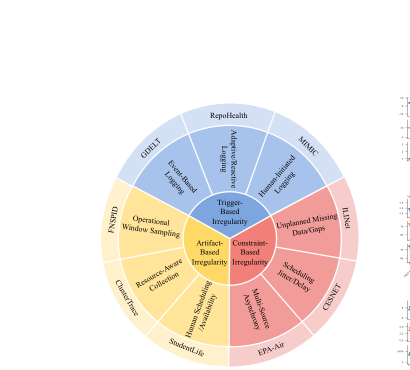 RepoHealth
GDELT
MIMIC
Adaptive/Reactive
Logging
Event-Based
Logging
Human-Initiated
Logging
Trigger-
Based
Irregularity
FNSPID
Operational
Window Sampling
Unplanned Missing
Data/Gaps
ILINet
Artifact-
Based
Irregularity
Constraint-
Based
Irregularity
Resource-Aware
Collection
Scheduling
Jitter/Delay
ClusterTrace
CESNET
Human Scheduling
/Availability
Multi-Source
Asynchrony
StudentLife
EPA-Air